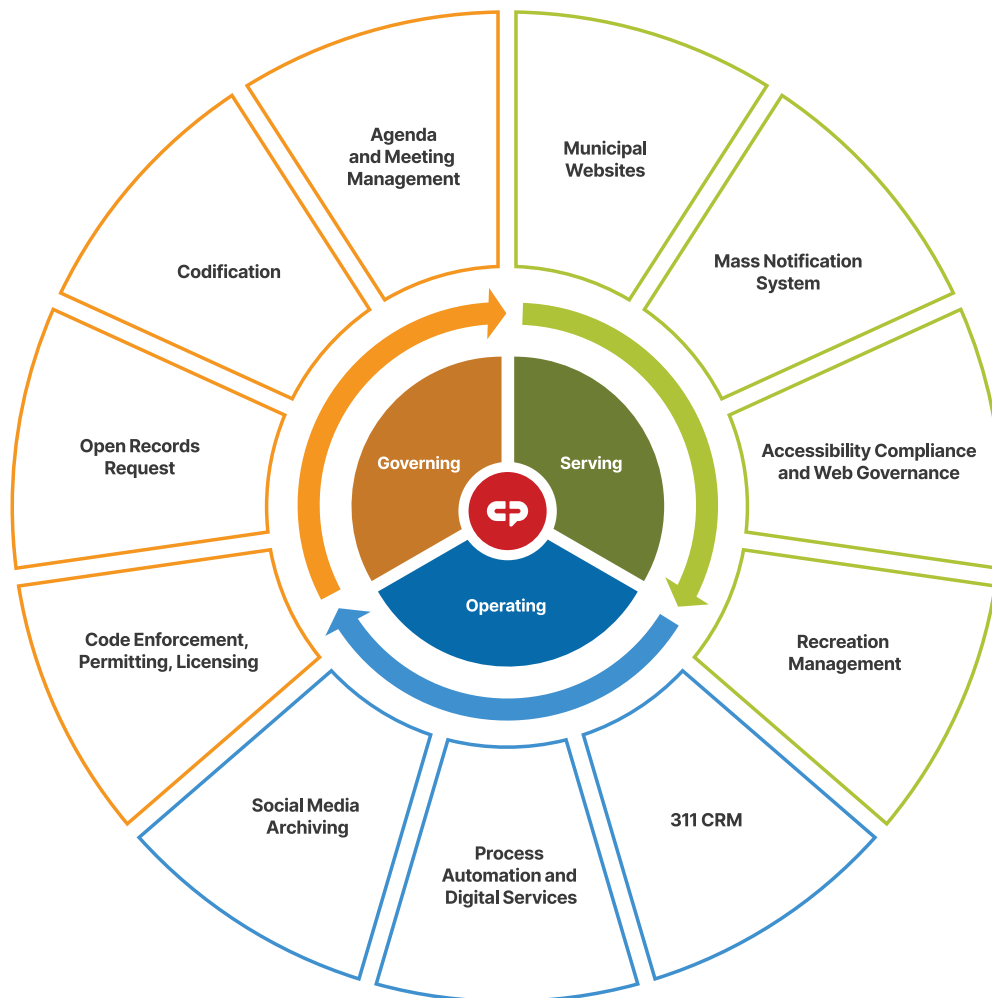 Agenda
and Meeting
Management
Municipal
Websites
Codification
Mass Notification
System
Open Records
Request
Governing
Serving
Accessibility Compliance
and Web Governance
Operating
Code Enforcement,
Permitting, Licensing
Recreation
Management
Social Media
Archiving
311 CRM
Process
Automation and
Digital Services